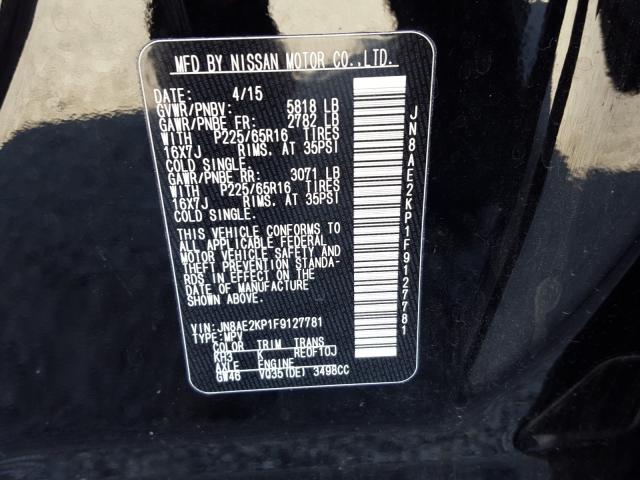 MFD BY NISSAN MOTOR CO.,LTD.
DATE: 4/15
GVWR/PNBV: 5818 LB
GAWR/PNBE FR: 2782 LB
WITH P225/65R16 TIRES
16X7J RIMS. AT 35PSI
COLD SINGLE.
GAWR/PNBE RR: 3071 LB
WITH P225/65R16 TIRES
16X7J RIMS. AT 35PSI
COLD SINGLE.
THIS VEHICLE CONFORMS TO
ALL APPLICABLE FEDERAL
MOTOR VEHICLE SAFETY AND
THEFT PREVENTION STANDA-
RDS IN EFFECT ON THE
DATE OF MANUFACTURE
SHOWN ABOVE.
VIN:JN8AE2KP1F9127781
TYPE:MPV
COLOR TRIM TRANS
KH3 K RE0F10J
AXLE ENGINE
GW46 VQ35(DE) 3498CC
JN8AE2KP1F9127781